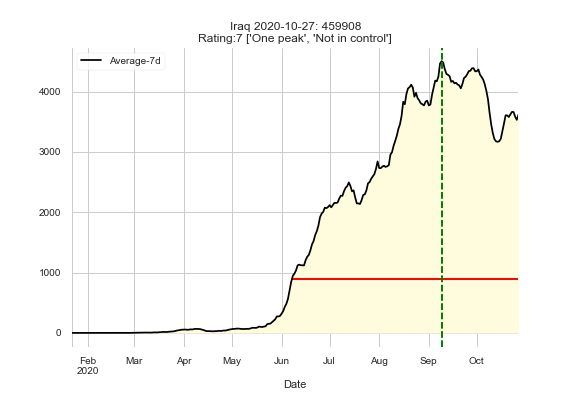 Iraq 2020-10-27: 459908
Rating:7 ['One peak', 'Not in control']
Average-7d
4000
3000
2000
1000
0
Feb Mar Apr May Jun Jul Aug Sep Oct
2020
Date